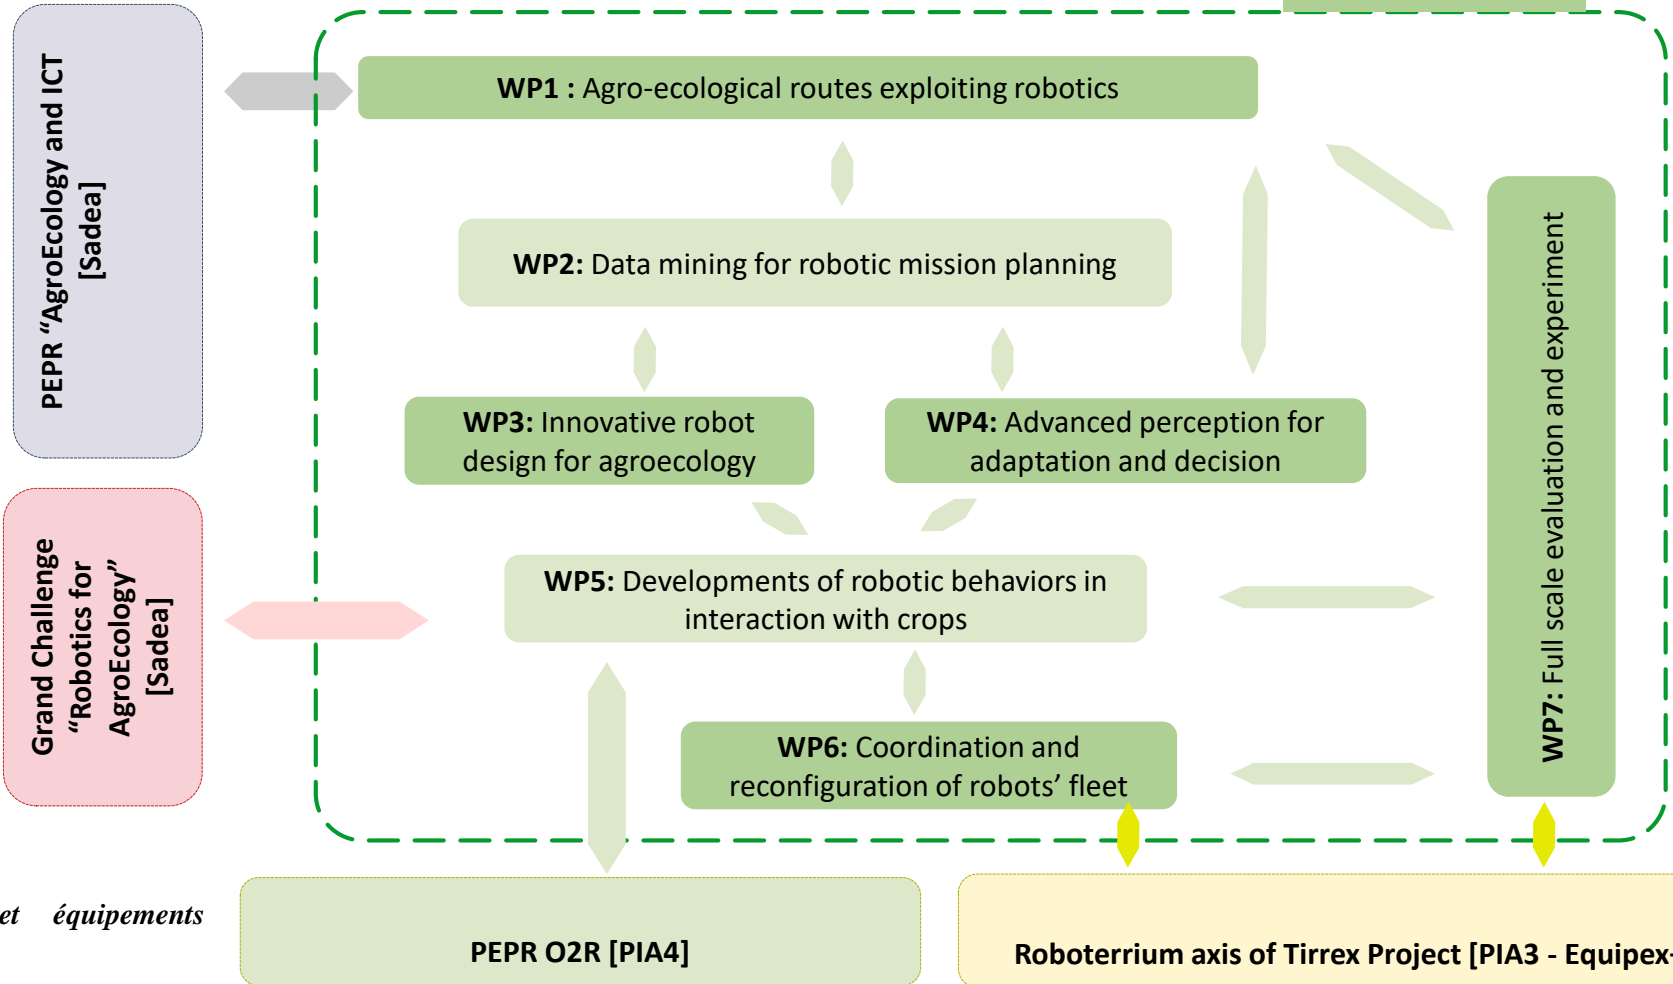 PEPR “AgroEcology and ICT
[Sadea]
Grand Challenge
“Robotics for
AgroEcology”
[Sadea]
WP1 : Agro-ecological routes exploiting robotics
WP2: Data mining for robotic mission planning
WP3: Innovative robot
design for agroecology
WP4: Advanced perception for
adaptation and decision
WP5: Developments of robotic behaviors in
interaction with crops
WP6: Coordination and
reconfiguration of robots’ fleet
WP7: Full scale evaluation and experiment
et équipements
PEPR O2R [PIA4]
Roboterrium axis of Tirrex Project [PIA3 - Equipex-